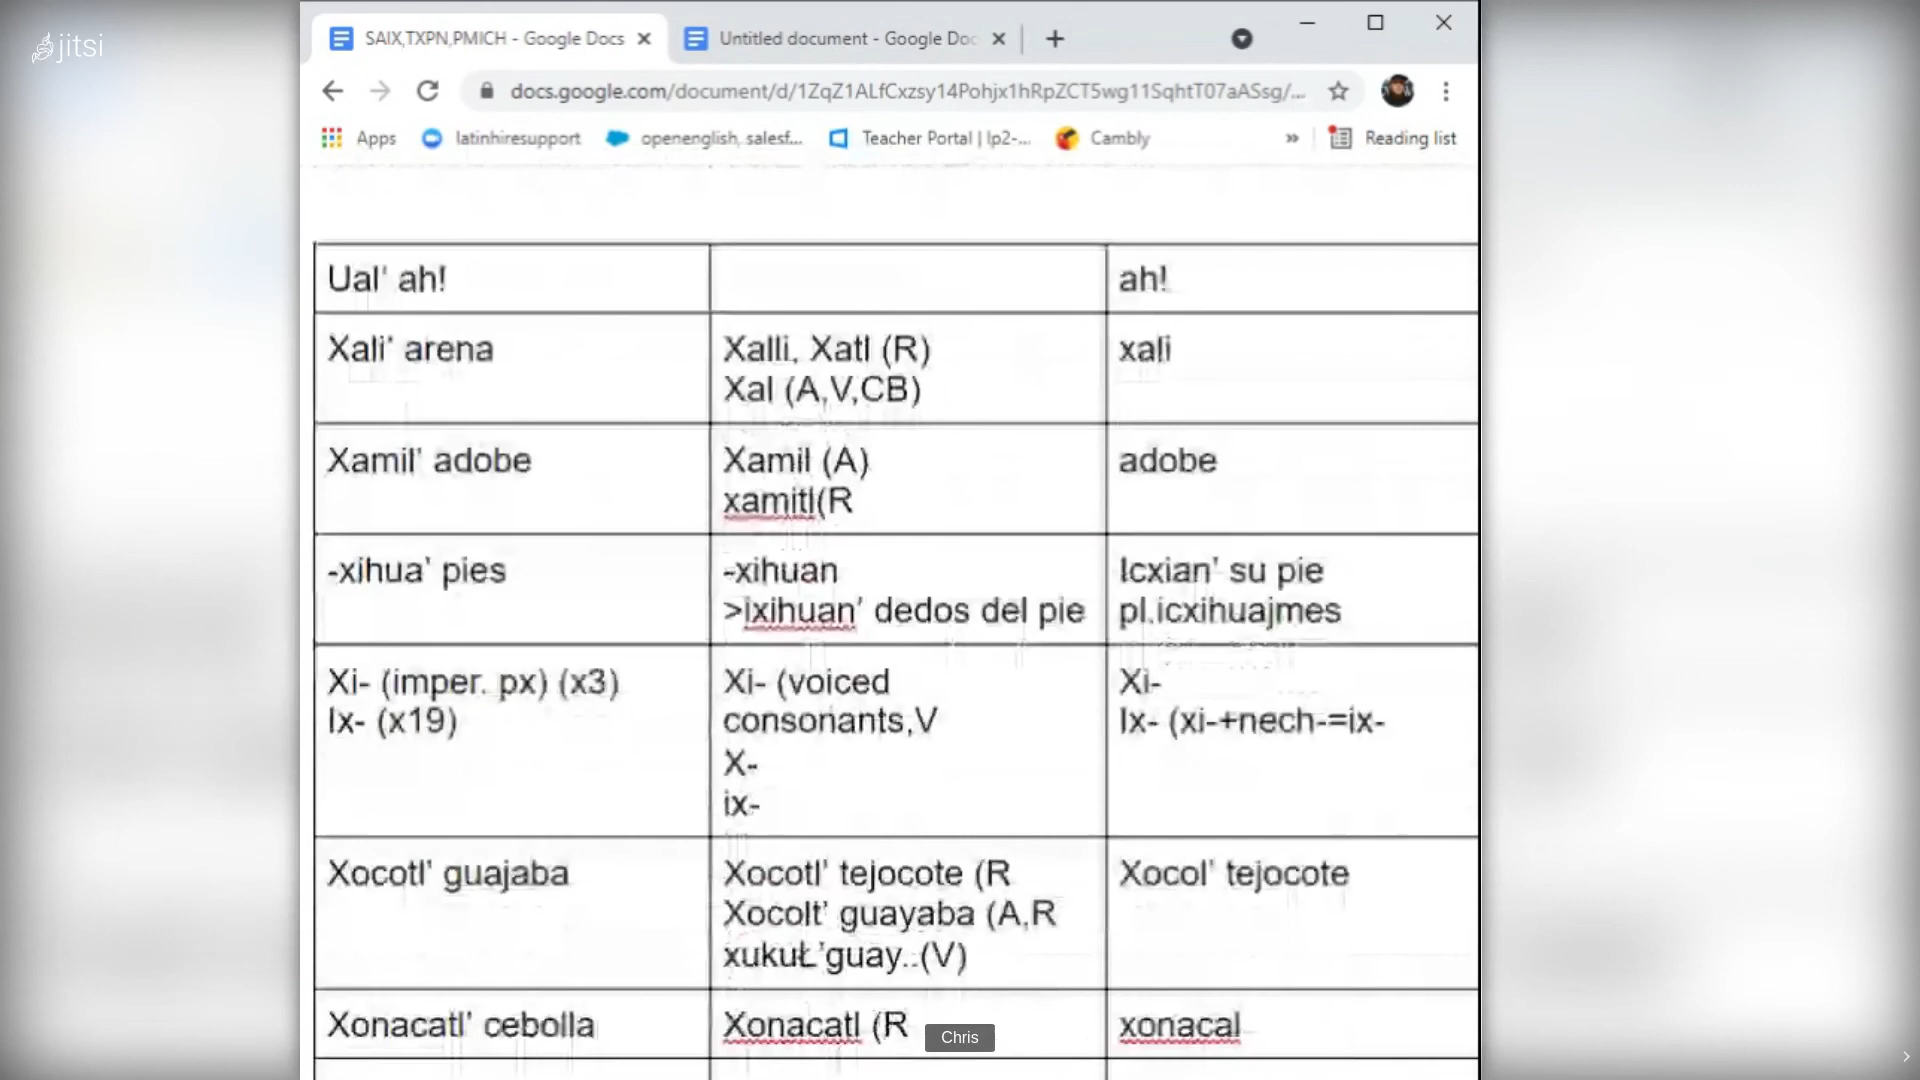 jitsi
SAIX,TXPN,PMICH - Google Docs
Untitled document - Google Doc
docs.google.com/document/d/1ZqZ1ALfCxzsy14Pohjx1hRpZCT5wg11SqhtT07aASsg/...
Apps
latinhiresupport
openenglish, salesf...
Teacher Portal | lp2-...
Cambly
»
Reading list
Ual' ah!
ah!
Xali' arena
Xalli, Xatl (R)
Xal (A,V,CB)
xali
Xamil' adobe
Xamil (A)
xamitl(R
adobe
-xihua' pies
-xihuan
>ixihuan' dedos del pie
Icxian' su pie
pl.icxihuajmes
Xi- (imper. px) (x3)
Ix- (x19)
Xi- (voiced
consonants,V
X-
ix-
Xi-
Ix- (xi-+nech-=ix-
Xocotl' guajaba
Xocotl' tejocote (R
Xocolt' guayaba (A,R
xukuŁ'guay..(V)
Xocol' tejocote
Xonacatl' cebolla
Xonacatl (R
xonacal
Chris